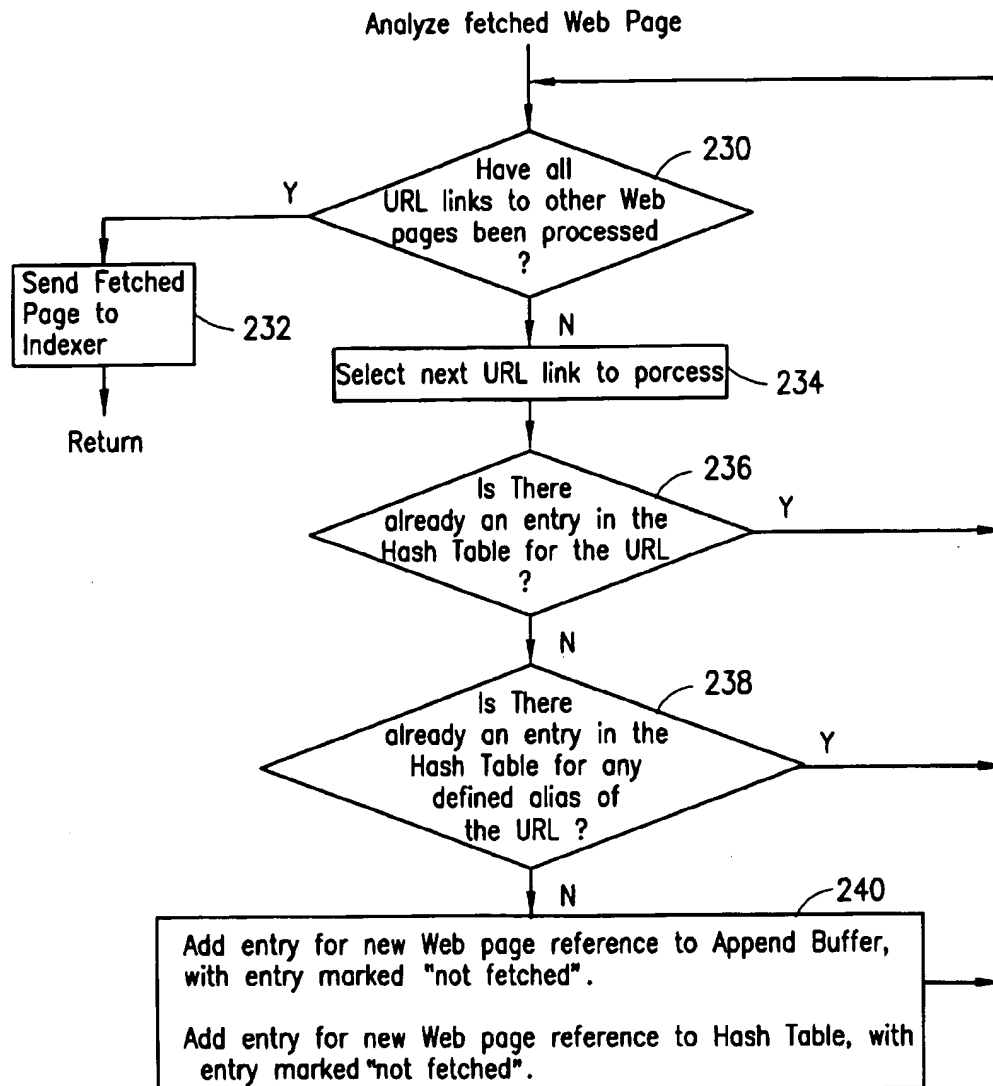 Analyze fetched Web Page
230
Have all
URL links to other Web
pages been processed
?
Y
Send Fetched
Page to
Indexer
232
Return
N
Select next URL link to porcess
234
236
Is There
already an entry in the
Hash Table for the URL
?
Y
N
238
Is There
already an entry in the
Hash Table for any
defined alias of
the URL ?
Y
N
240
Add entry for new Web page reference to Append Buffer,
with entry marked "not fetched".
Add entry for new Web page reference to Hash Table, with
entry marked "not fetched".